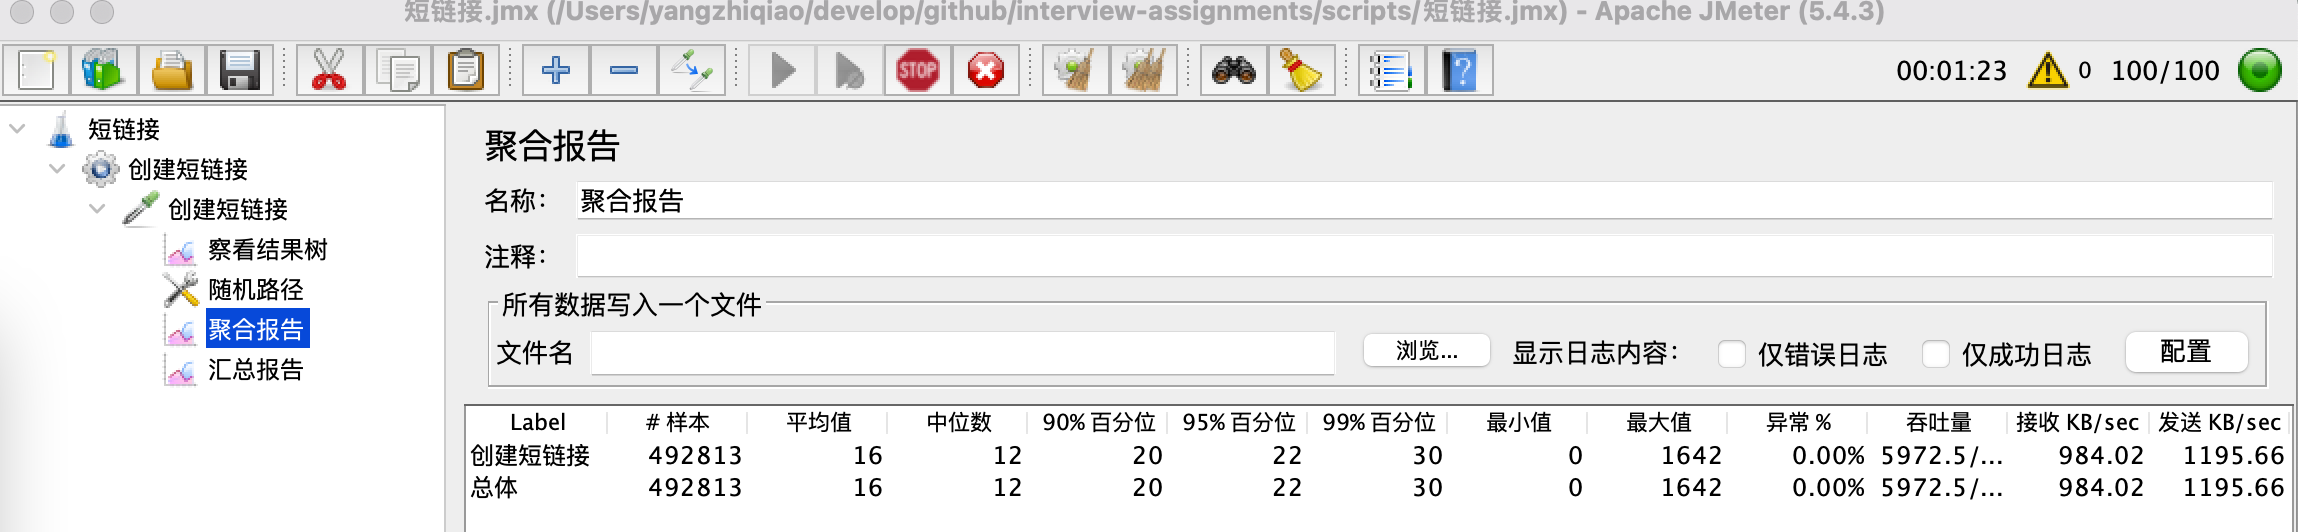 短链接.jmx (/Users/yangzhiqiao/develop/github/interview-assignments/scripts/短链接.jmx) - Apache JMeter (5.4.3)
STOP
?
00:01:23 0 100/100
短链接
创建短链接
创建短链接
察看结果树
随机路径
聚合报告
汇总报告
聚合报告
名称： 聚合报告
注释：
所有数据写入一个文件
文件名 浏览... 显示日志内容： 仅错误日志 仅成功日志 配置
Label # 样本 平均值 中位数 90% 百分位 95% 百分位 99% 百分位 最小值 最大值 异常 % 吞吐量 接收 KB/sec 发送 KB/sec
创建短链接 492813 16 12 20 22 30 0 1642 0.00% 5972.5/... 984.02 1195.66
总体 492813 16 12 20 22 30 0 1642 0.00% 5972.5/... 984.02 1195.66